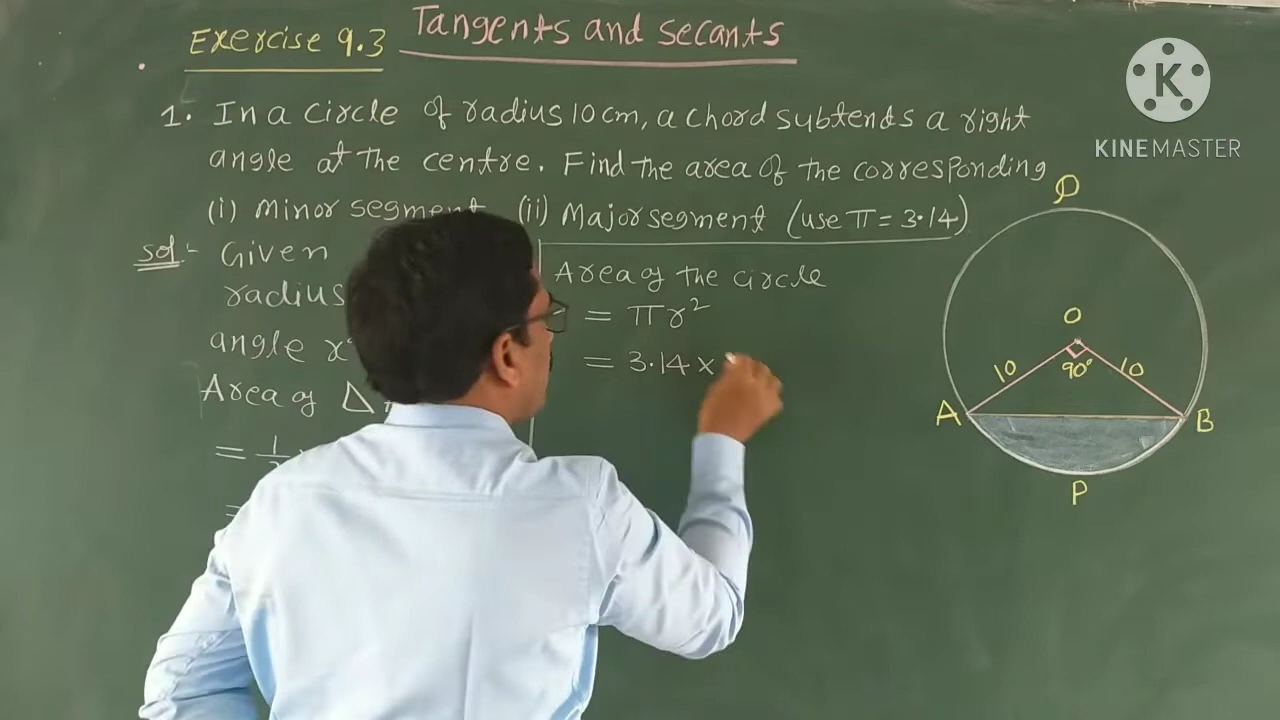 Exercise 9.3 Tangents and secants
1. In a circle of radius 10 cm, a chord subtends a right
angle at the centre. Find the area of the corresponding
(i) Minor segment (ii) Major segment (use π = 3.14)
sol:- Given
radius
angle x°
Area of Δ
= 1/
=
Area of the circle
= πr²
= 3.14 ×
K
KINEMASTER
O
10 90° 10
A B
P